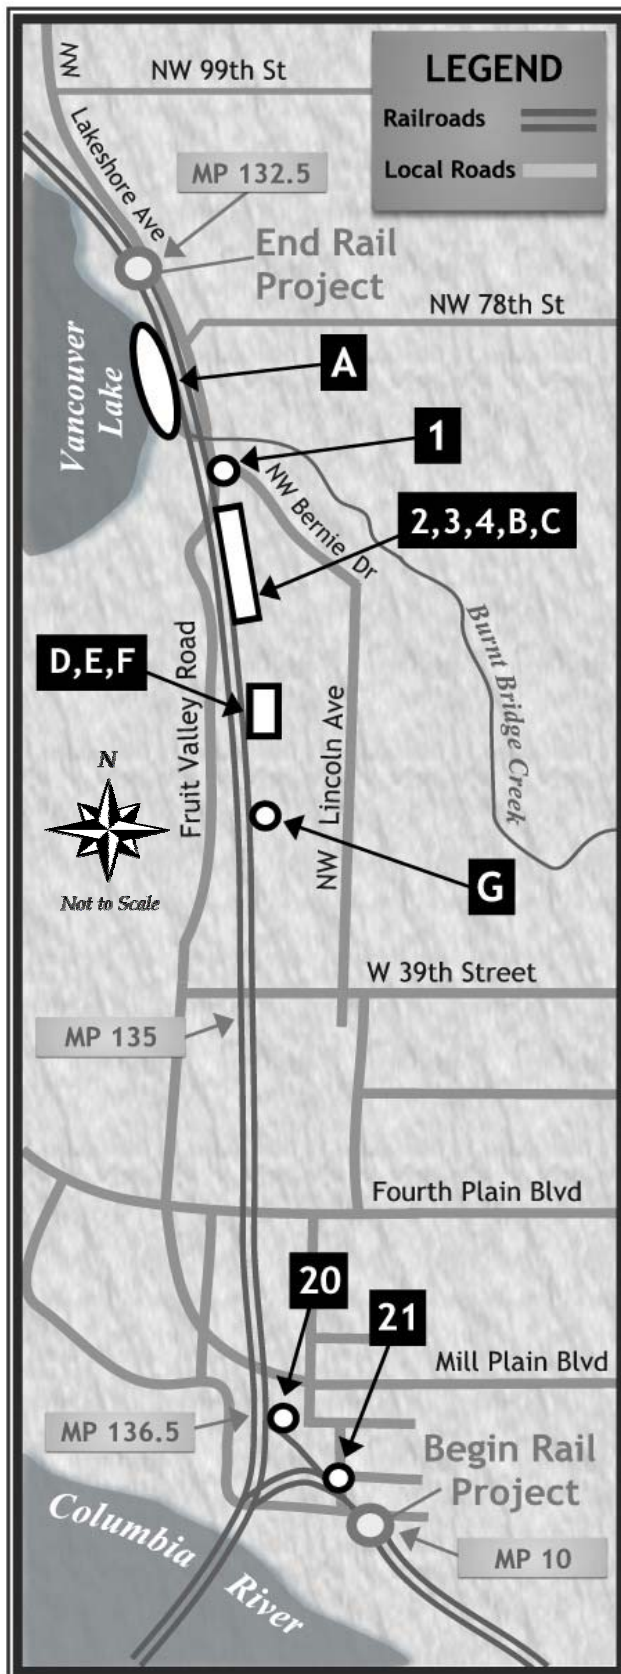 NW
Lakeshore Ave
NW 99th St
LEGEND
Railroads
Local Roads
MP 132.5
End Rail
Project
NW 78th St
Vancouver
Lake
A
1
NW Bernie Dr
2,3,4,B,C
Burnt Bridge Creek
D,E,F
Fruit Valley Road
NW Lincoln Ave
N
Not to Scale
G
W 39th Street
MP 135
Fourth Plain Blvd
20
21
Mill Plain Blvd
MP 136.5
Begin Rail
Project
Columbia
River
MP 10